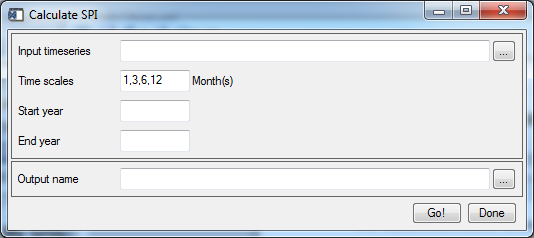 Calculate SPI
Input timeseries ...
Time scales 1,3,6,12 Month(s)
Start year
End year
Output name ...
Go! Done